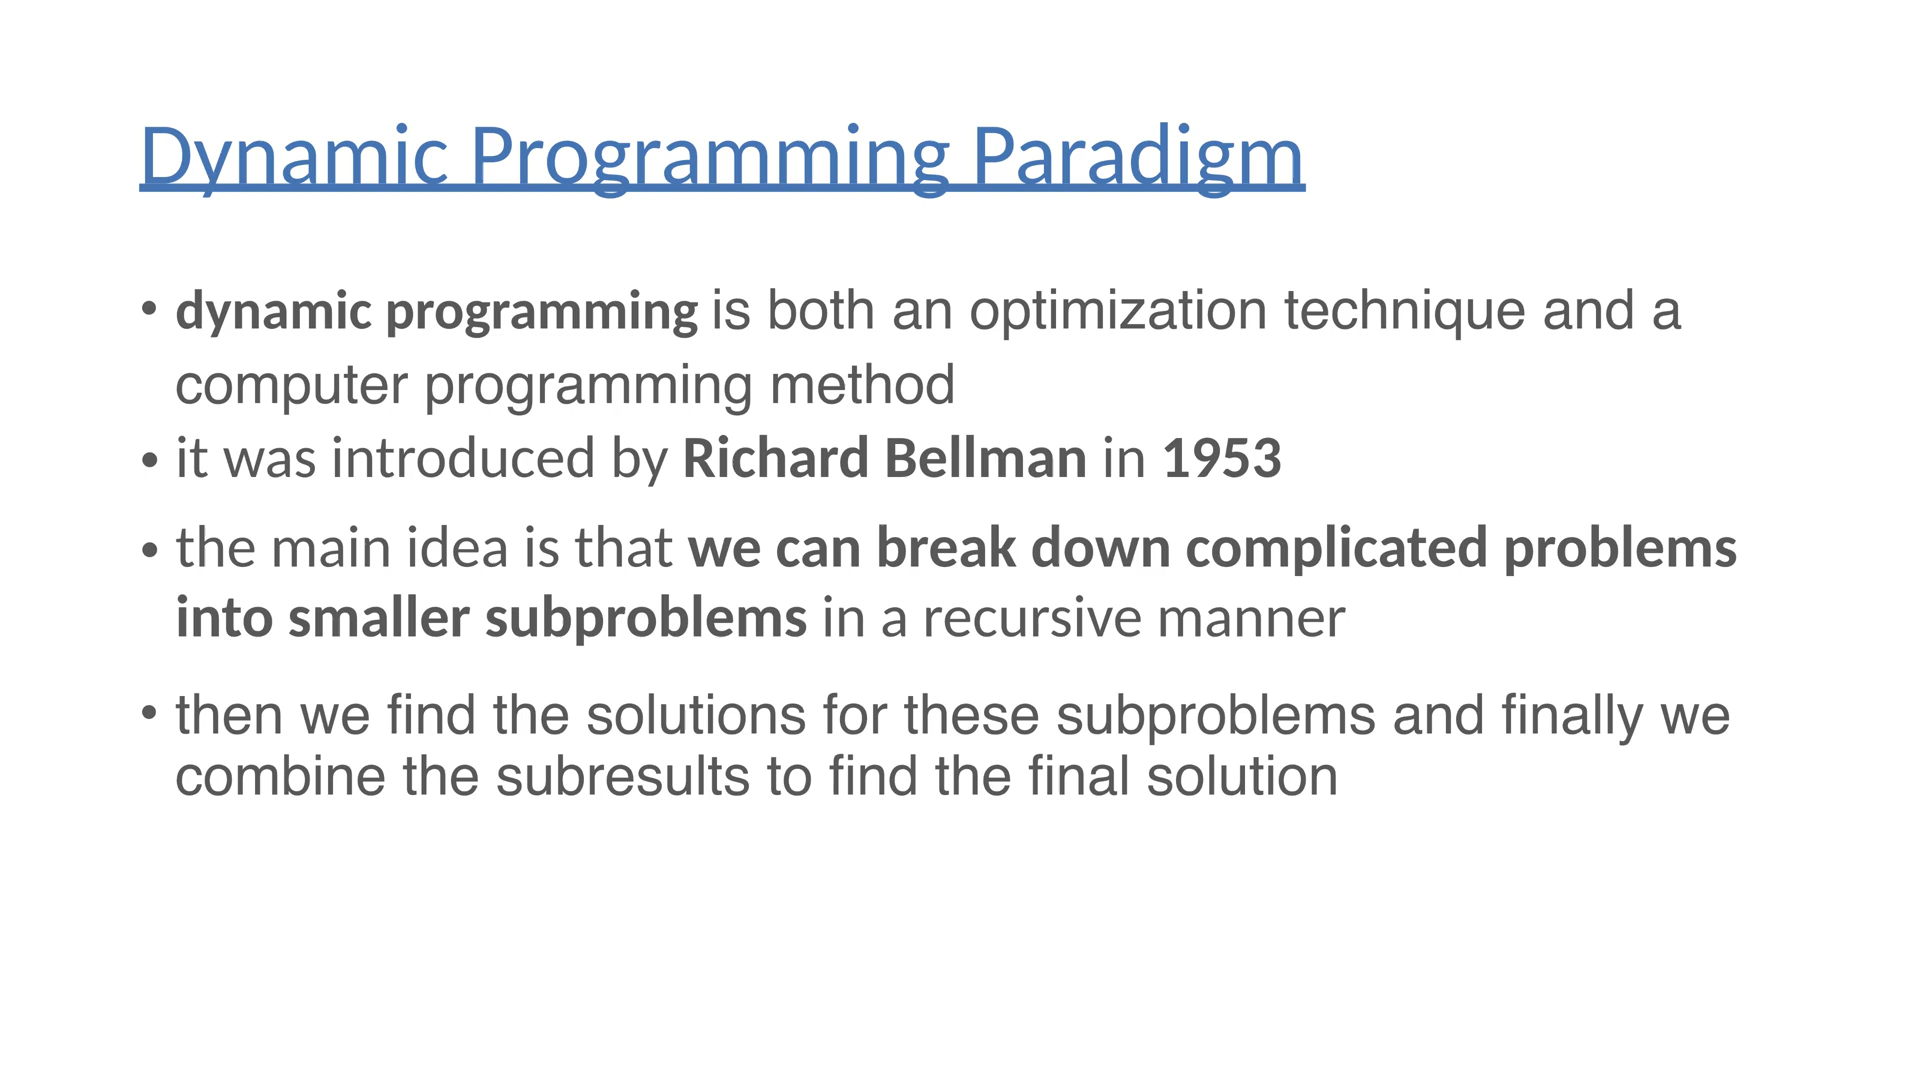 Dynamic Programming Paradigm
• dynamic programming is both an optimization technique and a
computer programming method
• it was introduced by Richard Bellman in 1953
• the main idea is that we can break down complicated problems
into smaller subproblems in a recursive manner
• then we find the solutions for these subproblems and finally we
combine the subresults to find the final solution